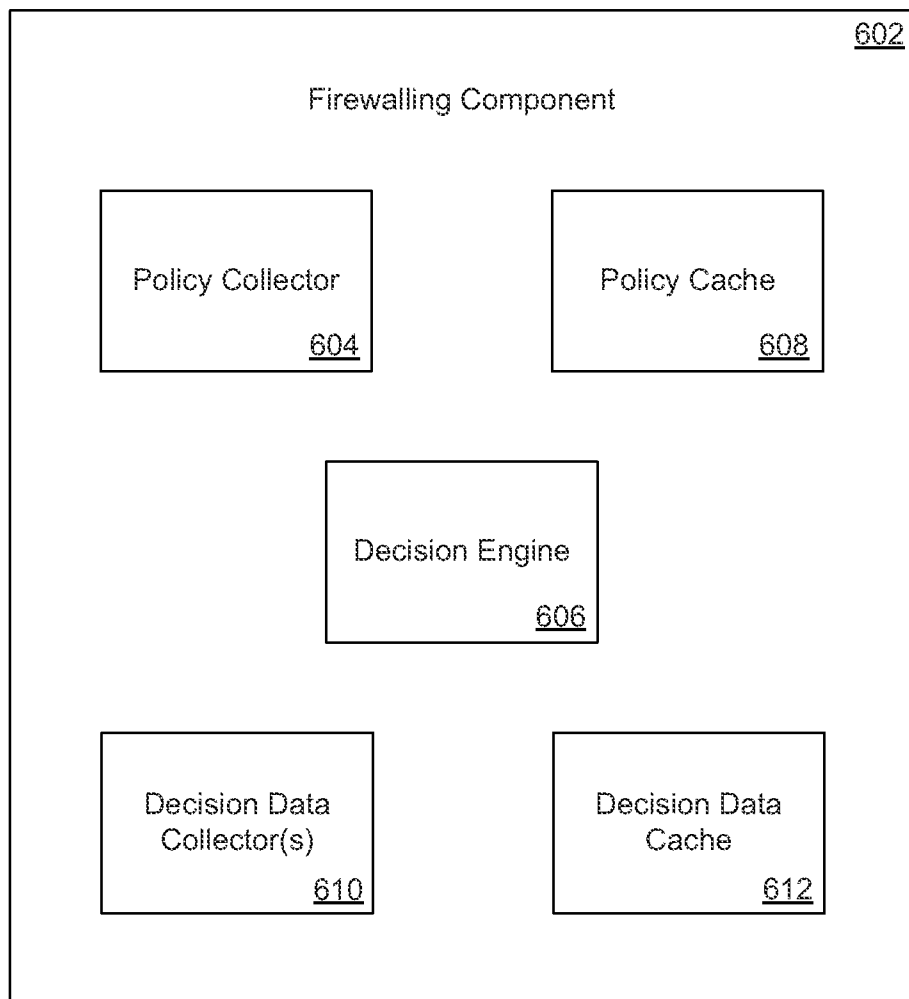 602
Firewalling Component
Policy Collector
604
Policy Cache
608
Decision Engine
606
Decision Data
Collector(s)
610
Decision Data
Cache
612